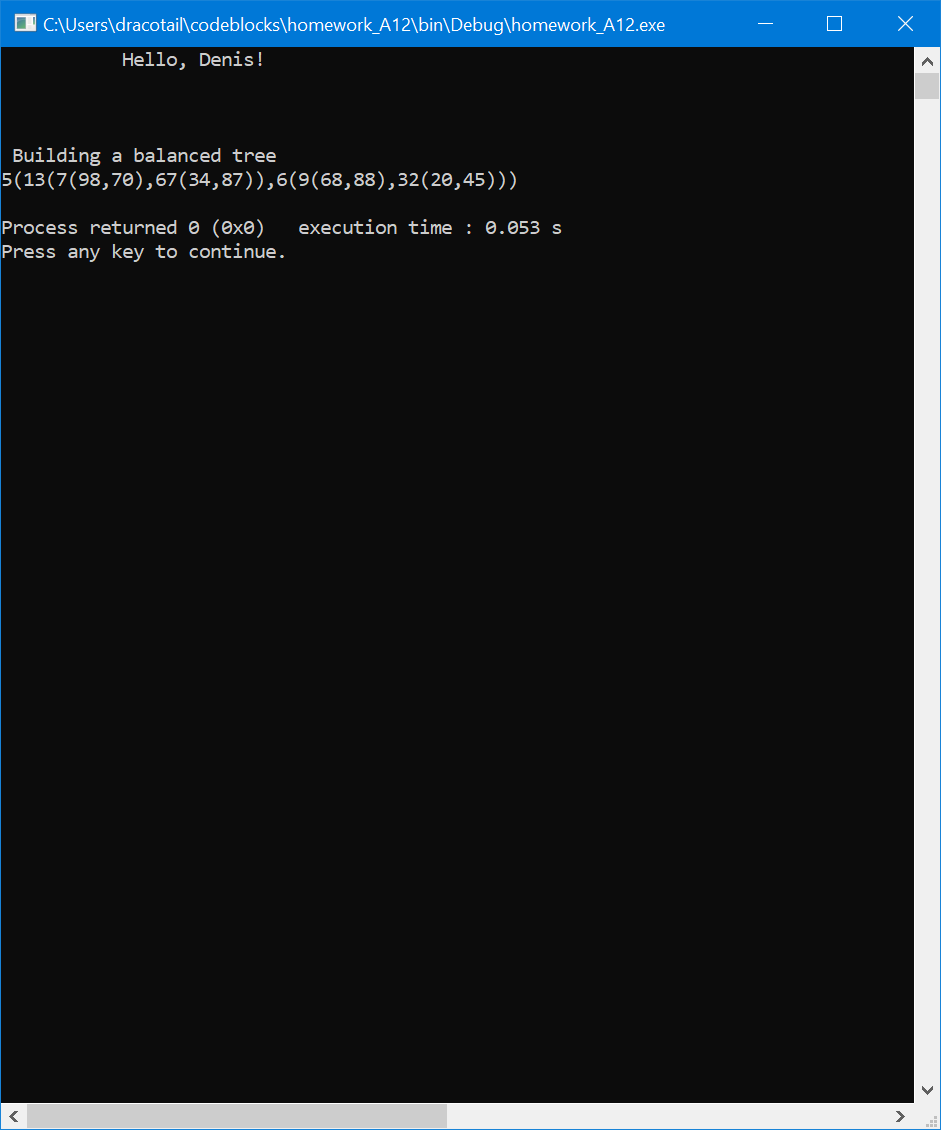 C:\Users\dracotail\codeblocks\homework_A12\bin\Debug\homework_A12.exe
Hello, Denis!
Building a balanced tree
5(13(7(98,70),67(34,87)),6(9(68,88),32(20,45)))
Process returned 0 (0x0)   execution time : 0.053 s
Press any key to continue.